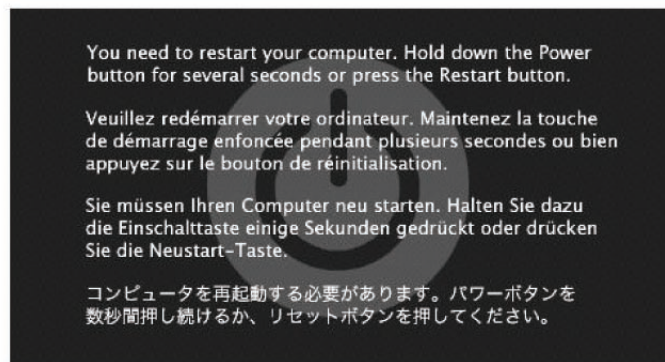 You need to restart your computer. Hold down the Power
button for several seconds or press the Restart button.
Veuillez redémarrer votre ordinateur. Maintenez la touche
de démarrage enfoncée pendant plusieurs secondes ou bien
appuyez sur le bouton de réinitialisation.
Sie müssen Ihren Computer neu starten. Halten Sie dazu
die Einschalttaste einige Sekunden gedrückt oder drücken
Sie die Neustart-Taste.
コンピュータを再起動する必要があります。パワーボタンを
数秒間押し続けるか、リセットボタンを押してください。